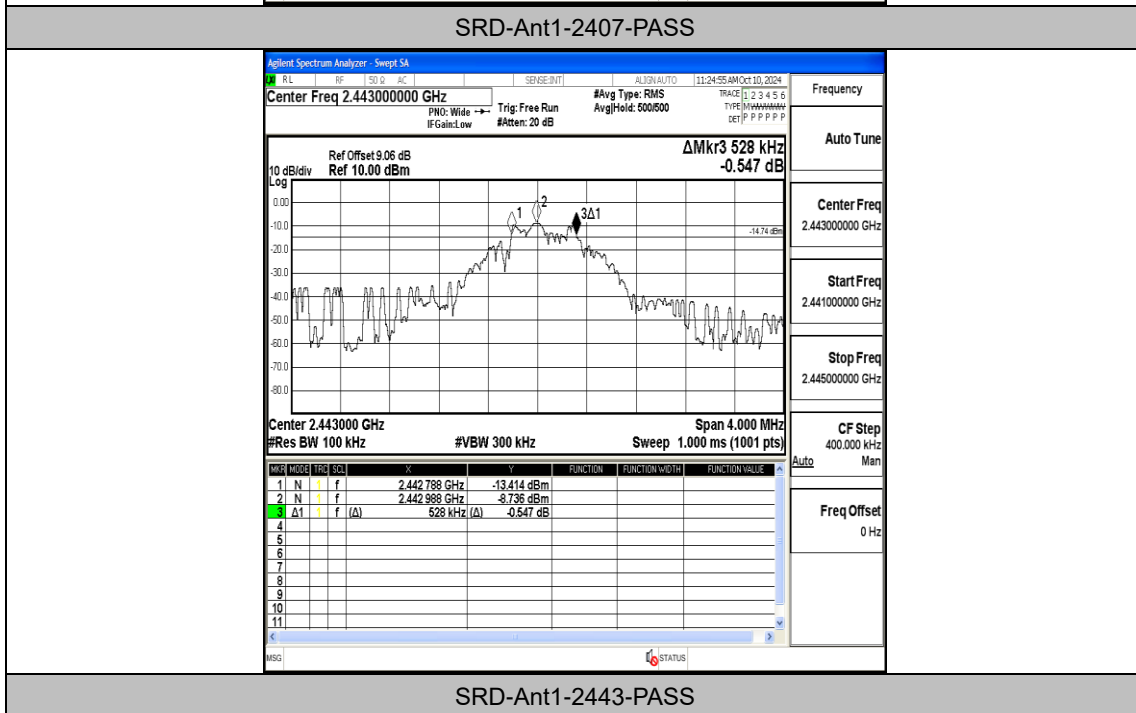 SRD-Ant1-2407-PASS
Agilent Spectrum Analyzer - Swept SA
RL RF 50 Ω AC SENSE:INT ALIGN AUTO 11:24:55 AM Oct 10, 2024
Center Freq 2.443000000 GHz
PNO: Wide
IFGain:Low
Trig: Free Run
#Atten: 20 dB
#Avg Type: RMS
Avg|Hold: 500/500
TRACE 1 2 3 4 5 6
TYPE
DET P P P P P P
ΔMkr3 528 kHz
-0.547 dB
Ref Offset 9.06 dB
10 dB/div Ref 10.00 dBm
Log
0.00
-10.0
-20.0
-30.0
-40.0
-50.0
-60.0
-70.0
-80.0
1
2
3Δ1
-14.74 dBm
Center 2.443000 GHz Span 4.000 MHz
#Res BW 100 kHz #VBW 300 kHz Sweep 1.000 ms (1001 pts)
MKR MODE TRC SCL X Y FUNCTION FUNCTION WIDTH FUNCTION VALUE
1 N 1 f 2.442 788 GHz -13.414 dBm
2 N 1 f 2.442 988 GHz -8.736 dBm
3 Δ1 1 f (Δ) 528 kHz (Δ) -0.547 dB
4
5
6
7
8
9
10
11
MSG STATUS
Frequency
Auto Tune
Center Freq
2.443000000 GHz
Start Freq
2.441000000 GHz
Stop Freq
2.445000000 GHz
CF Step
400.000 kHz
Auto Man
Freq Offset
0 Hz
SRD-Ant1-2443-PASS